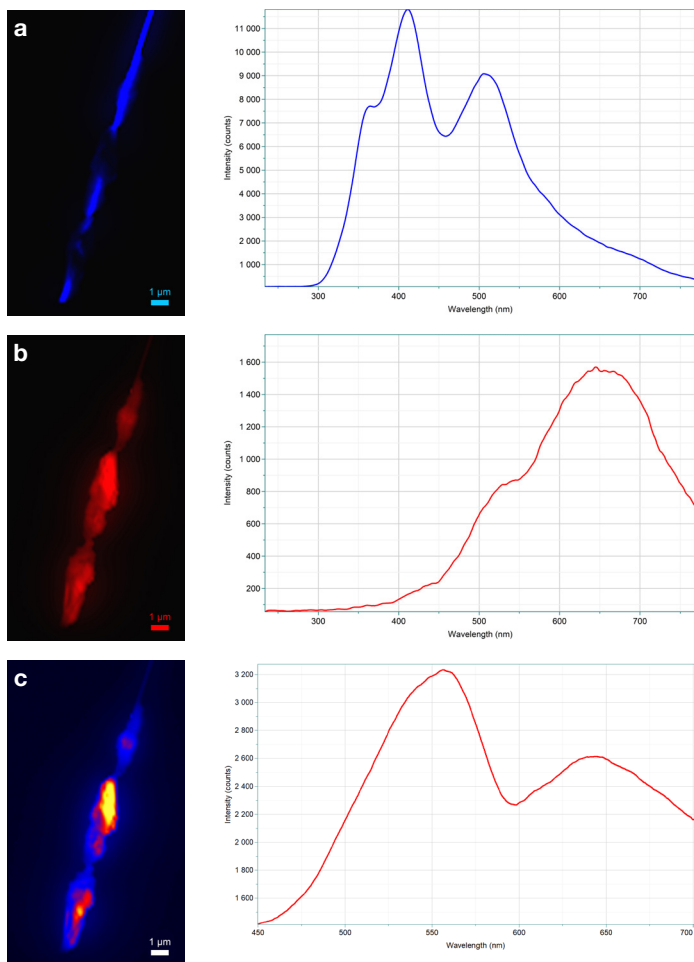 a
1 µm
Intensity (counts)
11 000
10 000
9 000
8 000
7 000
6 000
5 000
4 000
3 000
2 000
1 000
300 400 500 600 700
Wavelength (nm)
b
1 µm
Intensity (counts)
1 600
1 400
1 200
1 000
800
600
400
200
300 400 500 600 700
Wavelength (nm)
c
1 µm
Intensity (counts)
3 200
3 000
2 800
2 600
2 400
2 200
2 000
1 800
1 600
450 500 550 600 650 700
Wavelength (nm)